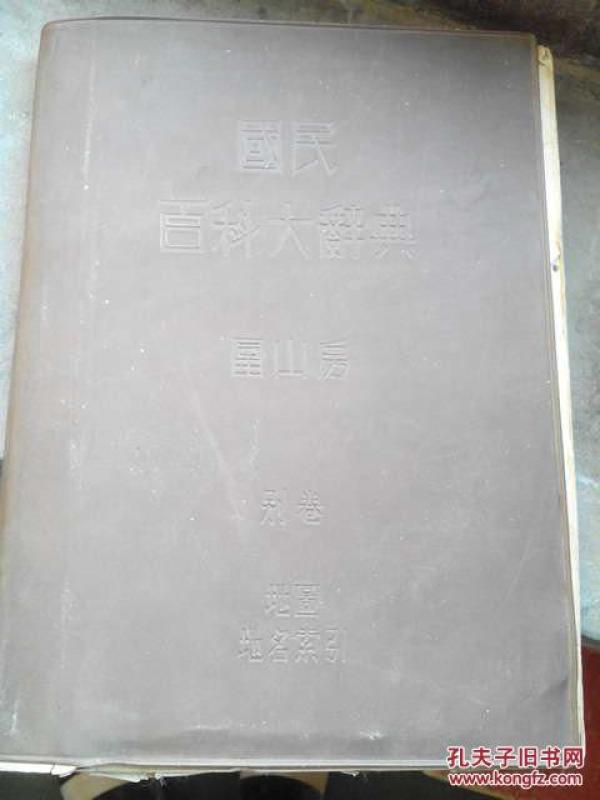 國民
百科大辭典
冨山房
別卷
地圖
地名索引
孔夫子旧书网
www.kongfz.com